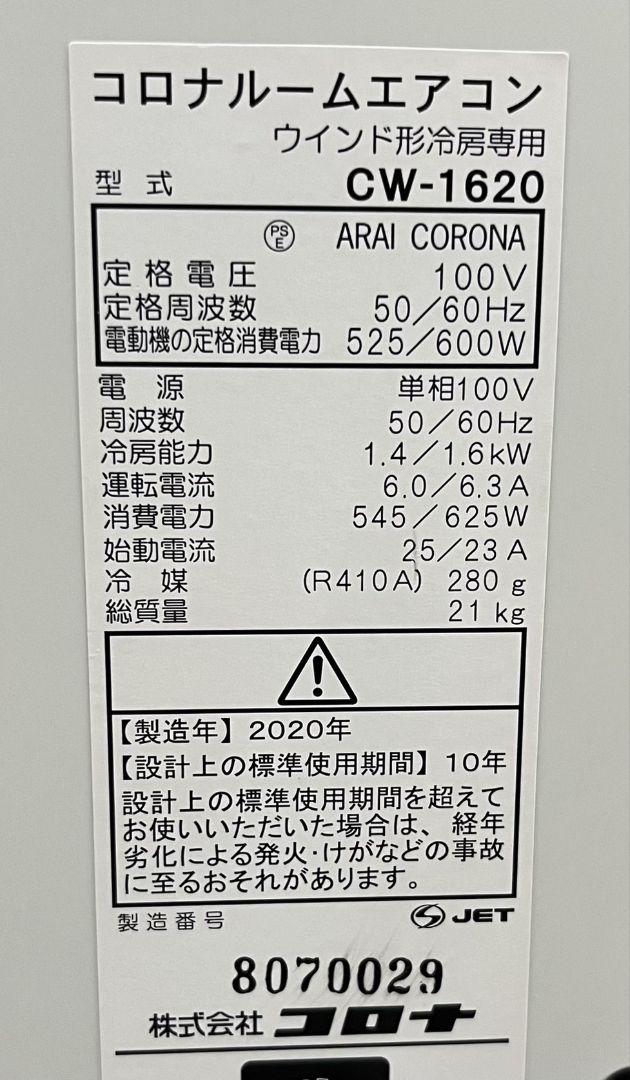 コロナルームエアコン
ウインド形冷房専用
型式 CW-1620
PSE ARAI CORONA
定格電圧 100V
定格周波数 50/60Hz
電動機の定格消費電力 525/600W
電源 単相100V
周波数 50/60Hz
冷房能力 1.4/1.6kW
運転電流 6.0/6.3A
消費電力 545/625W
始動電流 25/23A
冷媒 (R410A) 280g
総質量 21kg
【製造年】2020年
【設計上の標準使用期間】10年
設計上の標準使用期間を超えて
お使いいただいた場合は、経年
劣化による発火・けがなどの事故
に至るおそれがあります。
製造番号 JET
8070029
株式会社コロナ